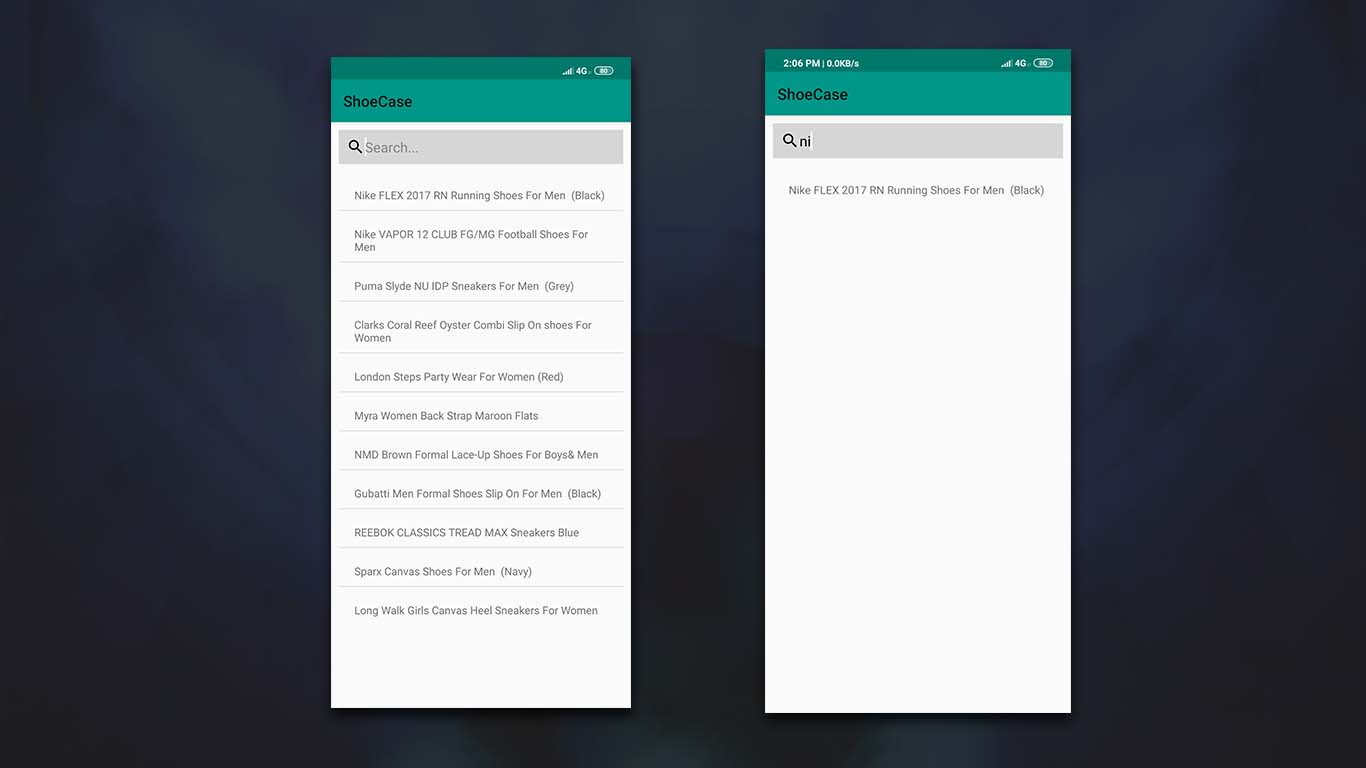 4G 80
ShoeCase
Search...
Nike FLEX 2017 RN Running Shoes For Men (Black)
Nike VAPOR 12 CLUB FG/MG Football Shoes For
Men
Puma Slyde NU IDP Sneakers For Men (Grey)
Clarks Coral Reef Oyster Combi Slip On shoes For
Women
London Steps Party Wear For Women (Red)
Myra Women Back Strap Maroon Flats
NMD Brown Formal Lace-Up Shoes For Boys& Men
Gubatti Men Formal Shoes Slip On For Men (Black)
REEBOK CLASSICS TREAD MAX Sneakers Blue
Sparx Canvas Shoes For Men (Navy)
Long Walk Girls Canvas Heel Sneakers For Women
2:06 PM | 0.0KB/s 4G 80
ShoeCase
ni
Nike FLEX 2017 RN Running Shoes For Men (Black)